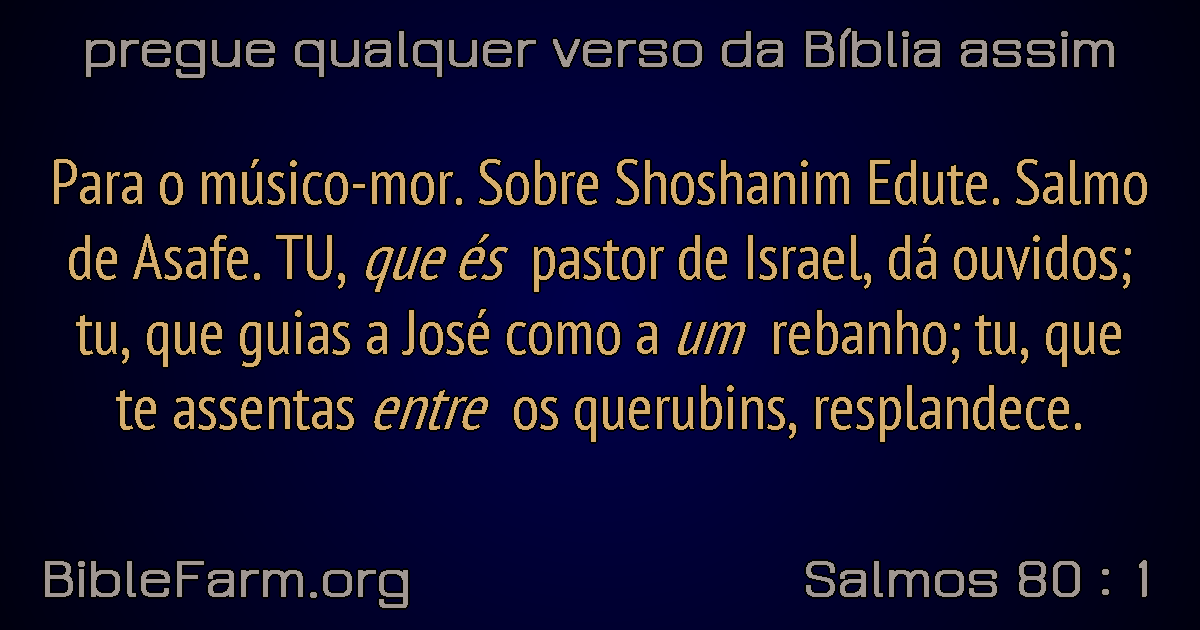 pregue qualquer verso da Bíblia assim
Para o músico-mor. Sobre Shoshanim Edute. Salmo
de Asafe. TU, que és pastor de Israel, dá ouvidos;
tu, que guias a José como a um rebanho; tu, que
te assentas entre os querubins, resplandece.
BibleFarm.org
Salmos 80 : 1